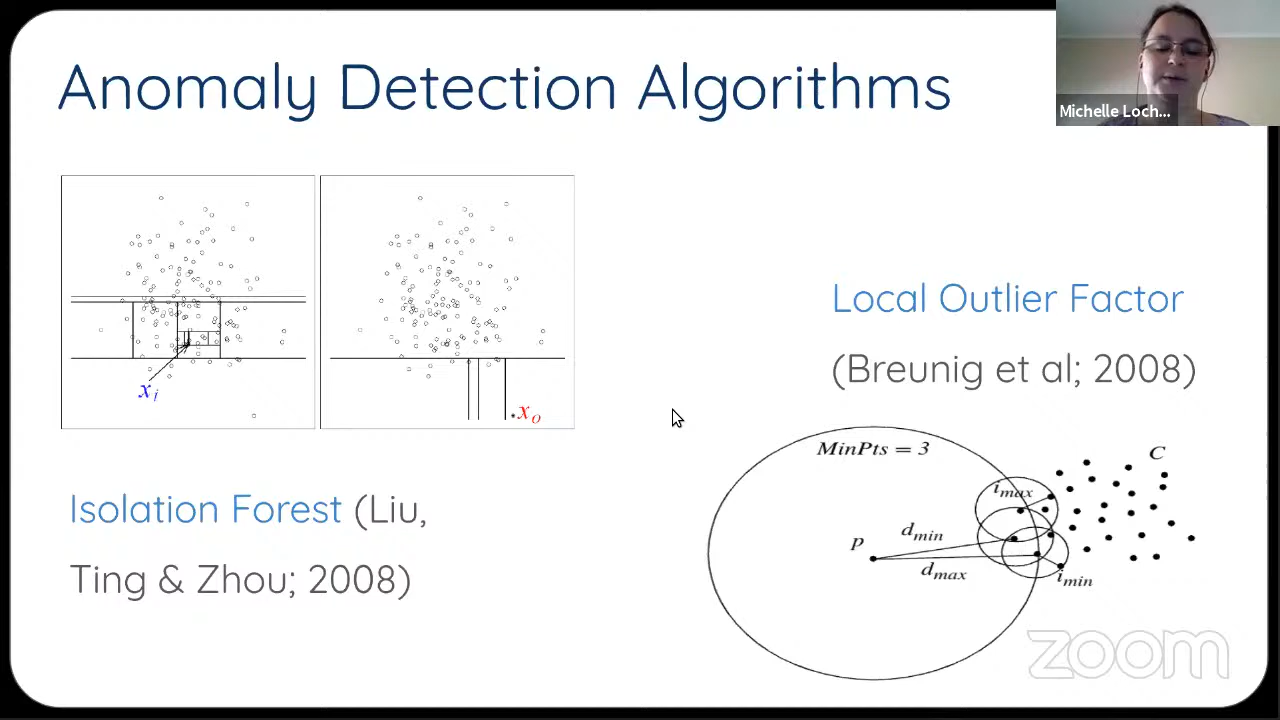 Anomaly Detection Algorithms
Michelle Loch...
x_i
x_o
Isolation Forest (Liu,
Ting & Zhou; 2008)
Local Outlier Factor
(Breunig et al; 2008)
MinPts = 3
C
i_max
d_min
p
d_max
i_min
zoom